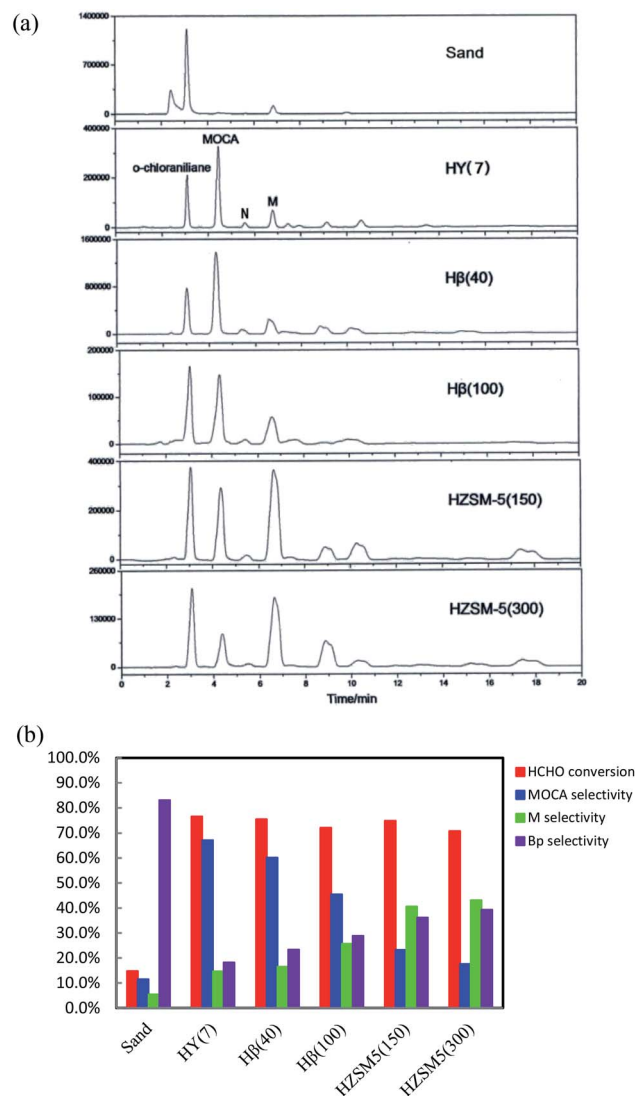 (a)
1400000
700000
0
Sand
400000
200000
0
o-chloraniliane
MOCA
N
M
HY(7)
1600000
800000
0
Hβ(40)
200000
100000
0
Hβ(100)
400000
200000
0
HZSM-5(150)
260000
130000
0
HZSM-5(300)
0 2 4 6 8 10 12 14 16 18 20
Time/min
(b)
100.0%
90.0%
80.0%
70.0%
60.0%
50.0%
40.0%
30.0%
20.0%
10.0%
0.0%
HCHO conversion
MOCA selectivity
M selectivity
Bp selectivity
Sand
HY(7)
Hβ(40)
Hβ(100)
HZSM5(150)
HZSM5(300)